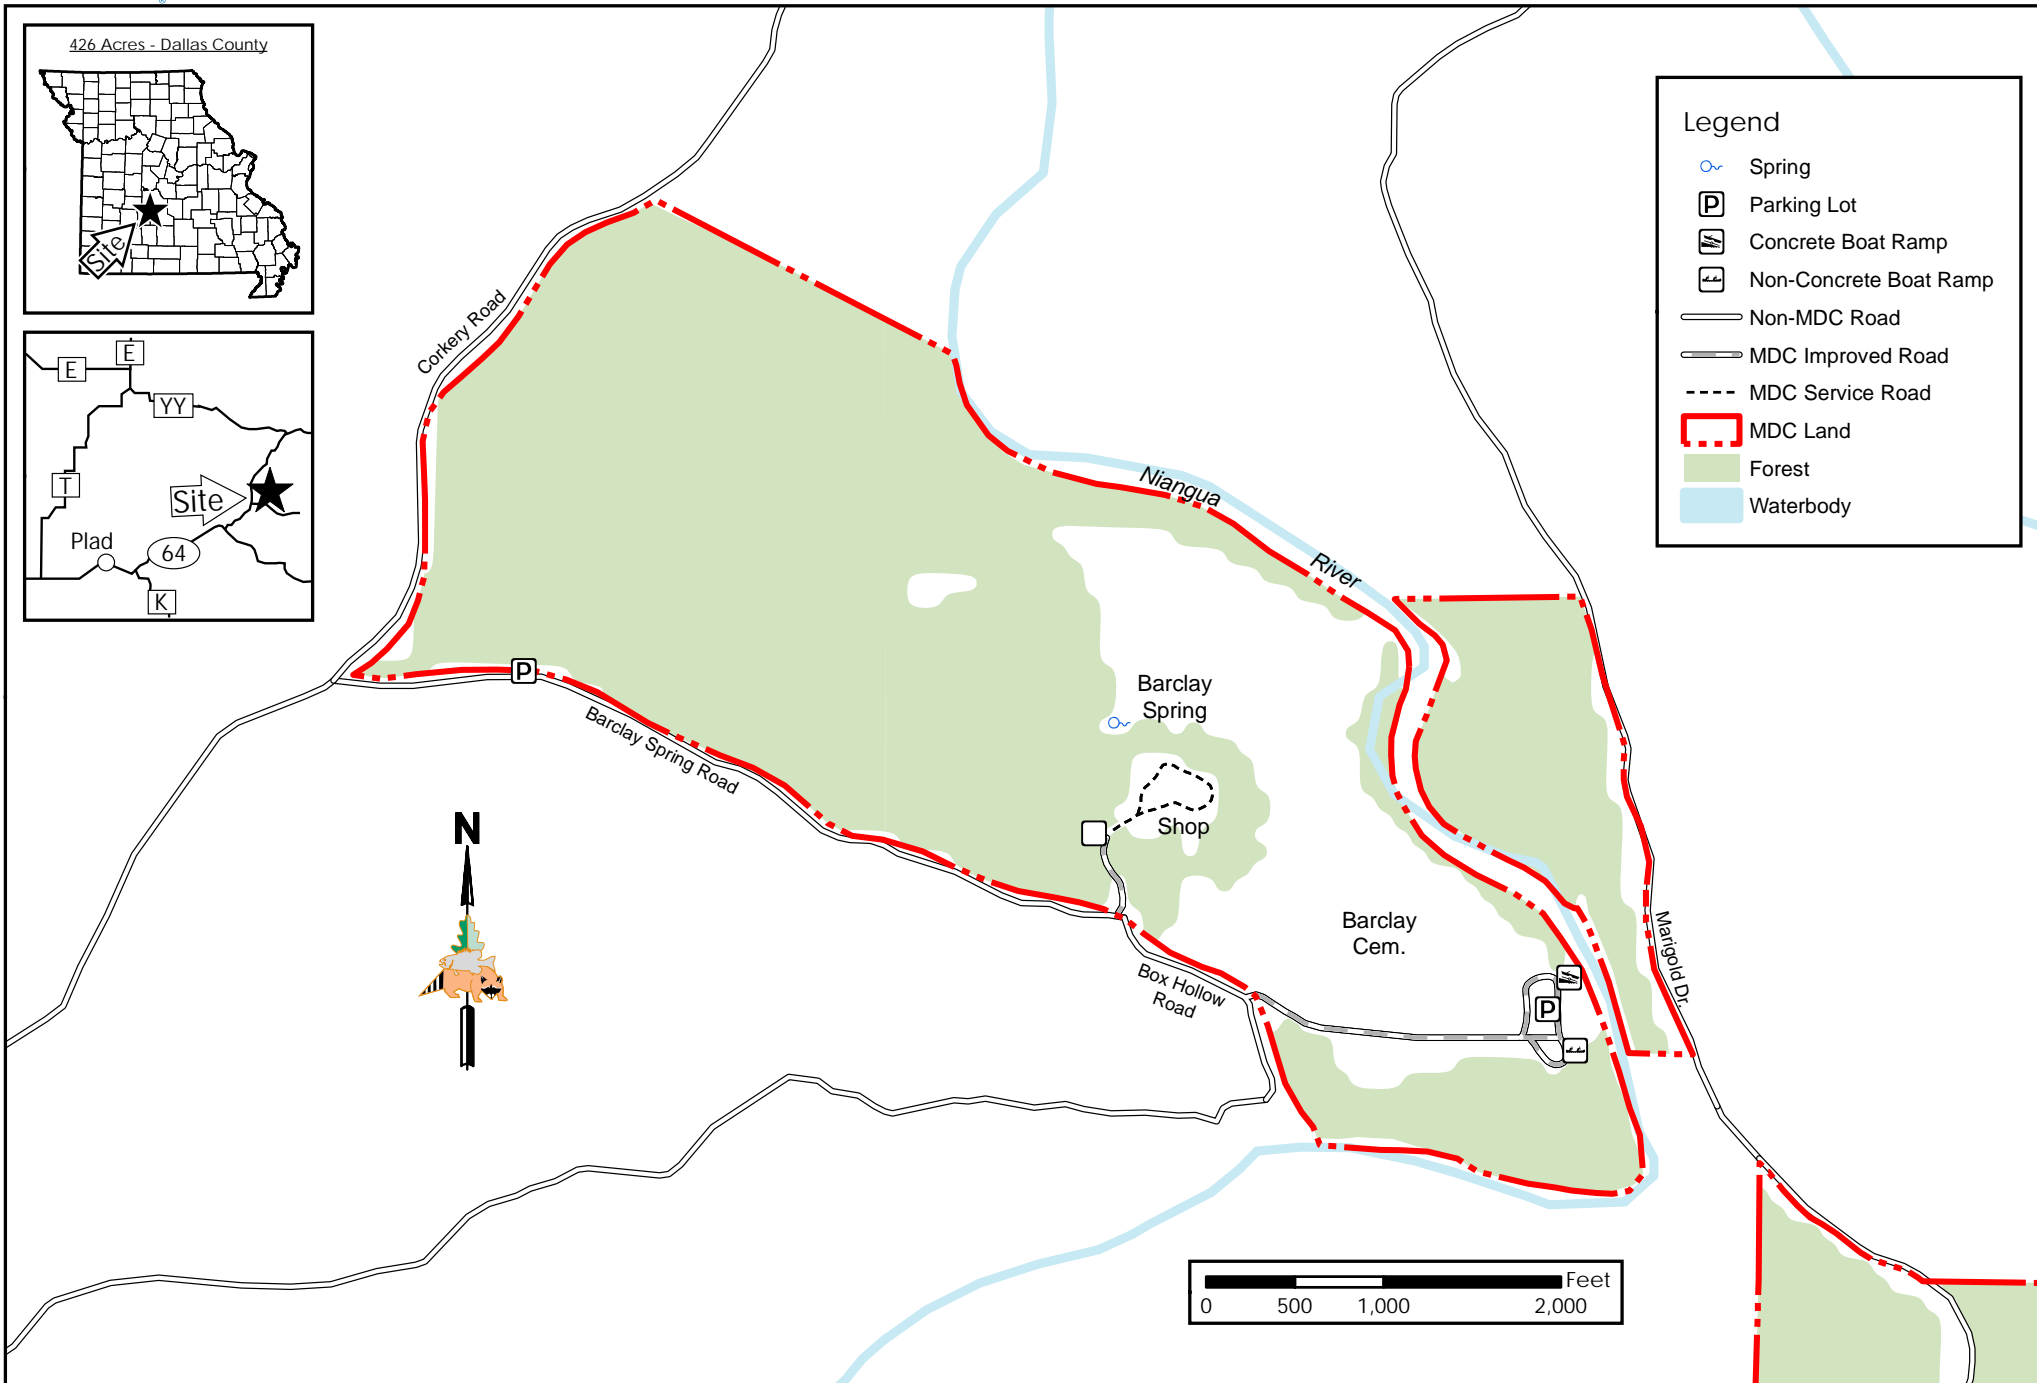 426 Acres - Dallas County
Site
E
E
YY
T
Site
Plad
64
K
Legend
Spring
P
Parking Lot
Concrete Boat Ramp
Non-Concrete Boat Ramp
Non-MDC Road
MDC Improved Road
MDC Service Road
MDC Land
Forest
Waterbody
Corkery Road
Niangua
River
P
Barclay Spring Road
Barclay
Spring
Shop
N
Barclay
Cem.
Marigold Dr.
Box Hollow
Road
P
Feet
0
500
1,000
2,000